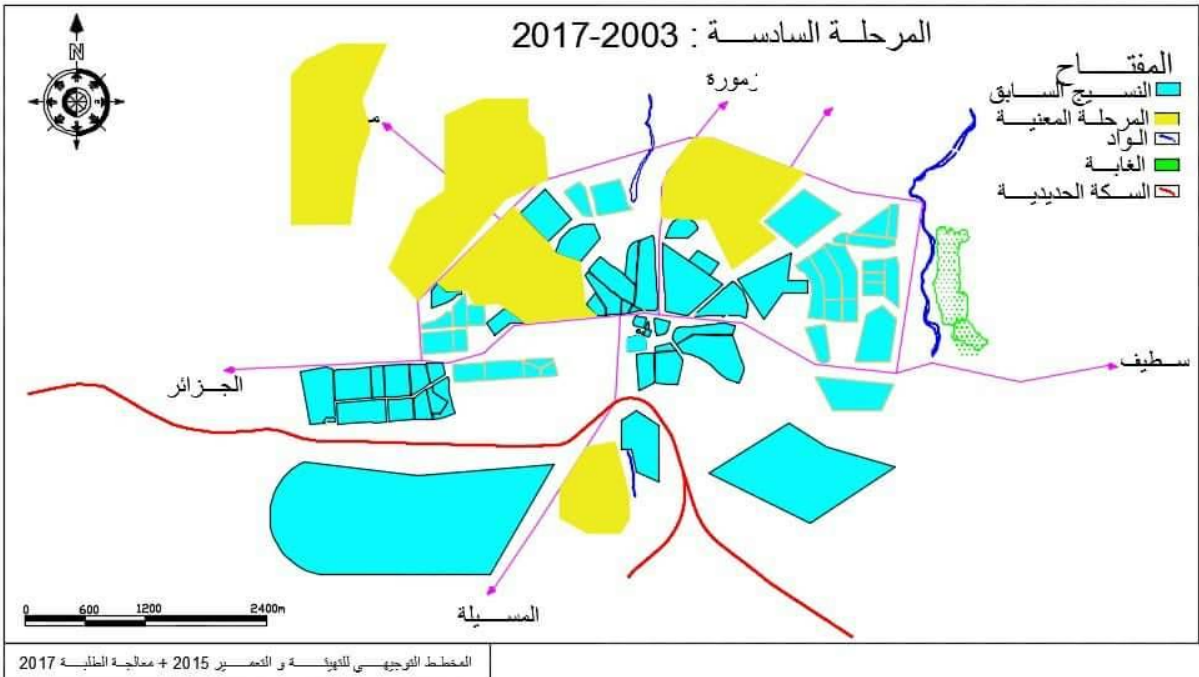 المرحلة السادسة : 2003-2017
N
زمورة
المفتاح
النسيج السابق
المرحلة المعنية
الواد
الغابة
السكة الحديدية
سطيف
الجزائر
المسيلة
0 600 1200 2400m
المخطط التوجيهي للتهيئة و التعمير 2015 + معالجة الطلبة 2017